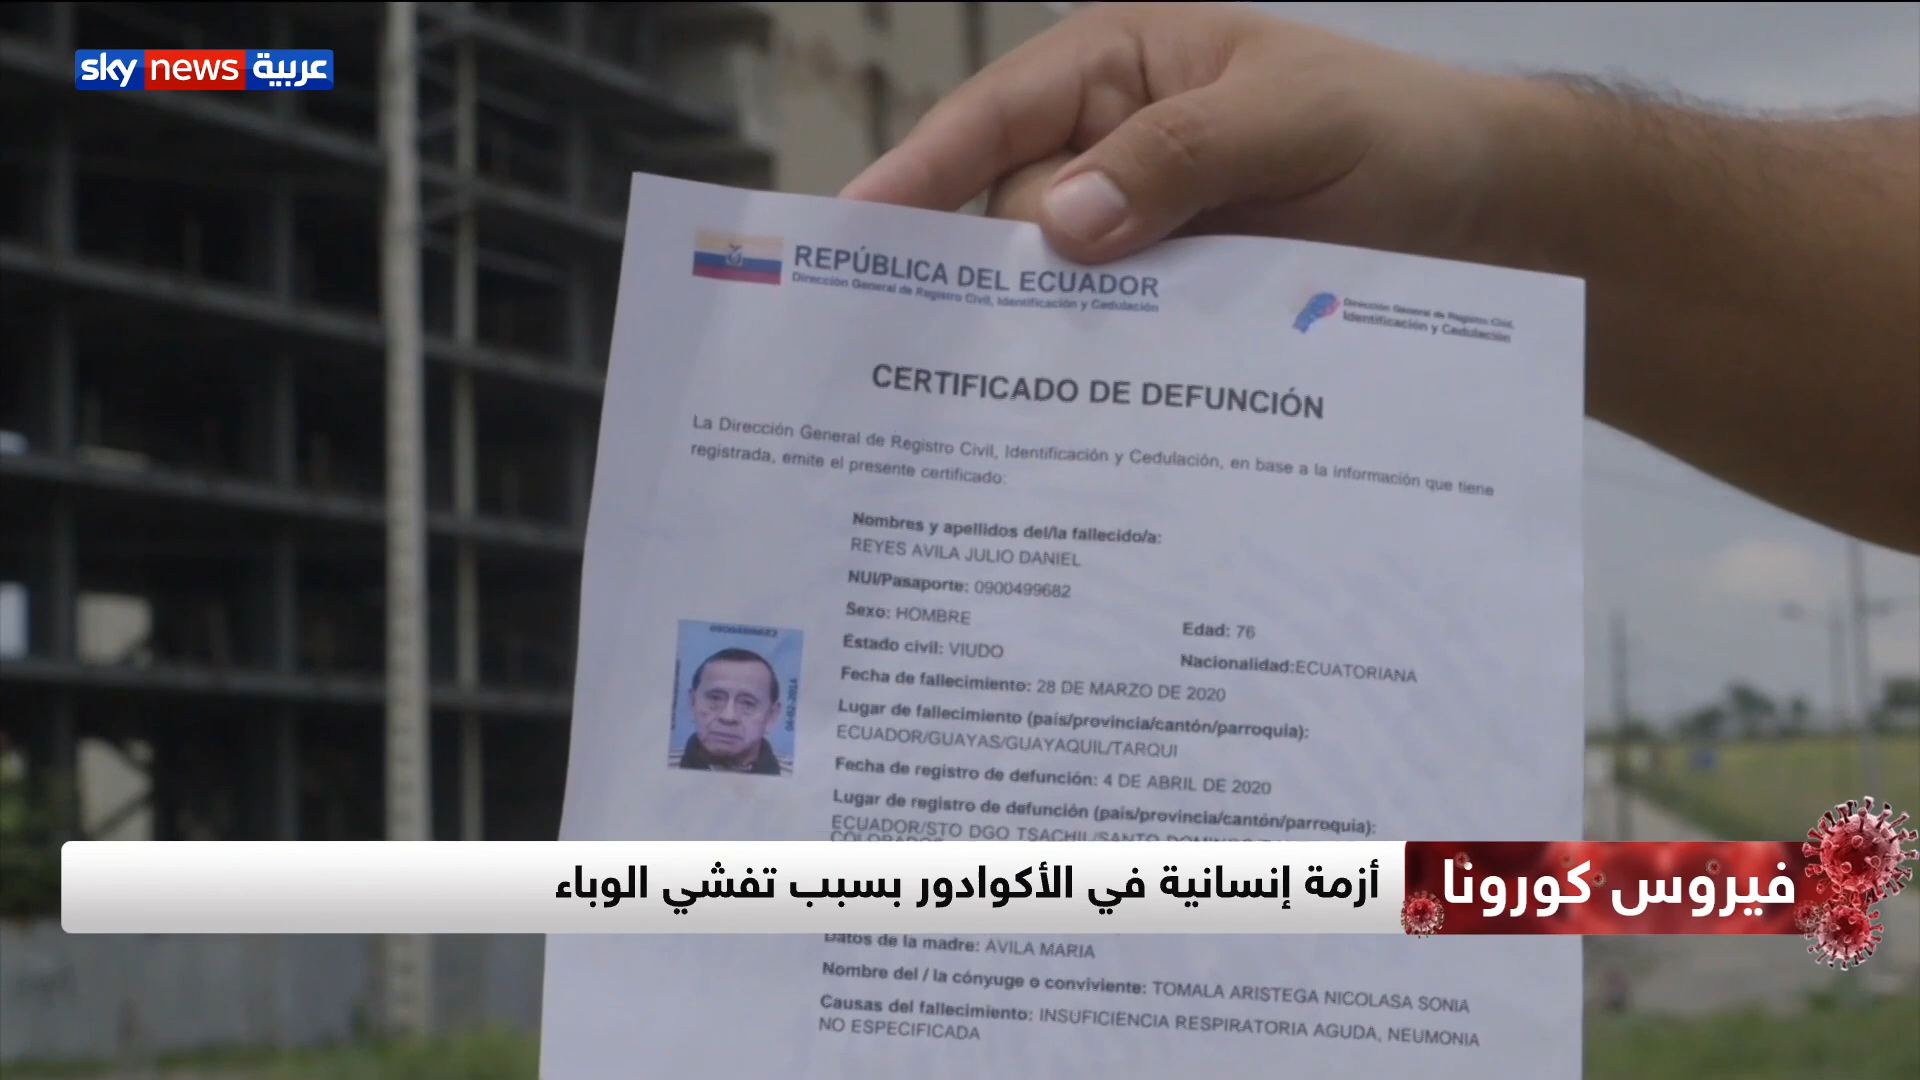 sky news عربية
REPÚBLICA DEL ECUADOR
Dirección General de Registro Civil, Identificación y Cedulación
Dirección General de Registro Civil,
Identificación y Cedulación
CERTIFICADO DE DEFUNCIÓN
La Dirección General de Registro Civil, Identificación y Cedulación, en base a la información que tiene
registrada, emite el presente certificado:
Nombres y apellidos del/la fallecido/a:
REYES AVILA JULIO DANIEL
NUI/Pasaporte: 0900499682
Sexo: HOMBRE
Edad: 76
Estado civil: VIUDO
Nacionalidad:ECUATORIANA
Fecha de fallecimiento: 28 DE MARZO DE 2020
Lugar de fallecimiento (país/provincia/cantón/parroquia):
ECUADOR/GUAYAS/GUAYAQUIL/TARQUI
Fecha de registro de defunción: 4 DE ABRIL DE 2020
Lugar de registro de defunción (país/provincia/cantón/parroquia):
ECUADOR/STO DGO TSACHIL/SANTO
فيروس كورونا
أزمة إنسانية في الأكوادور بسبب تفشي الوباء
Datos de la madre: AVILA MARIA
Nombre del / la cónyuge o conviviente: TOMALA ARISTEGA NICOLASA SONIA
Causas del fallecimiento: INSUFICIENCIA RESPIRATORIA AGUDA, NEUMONIA
NO ESPECIFICADA